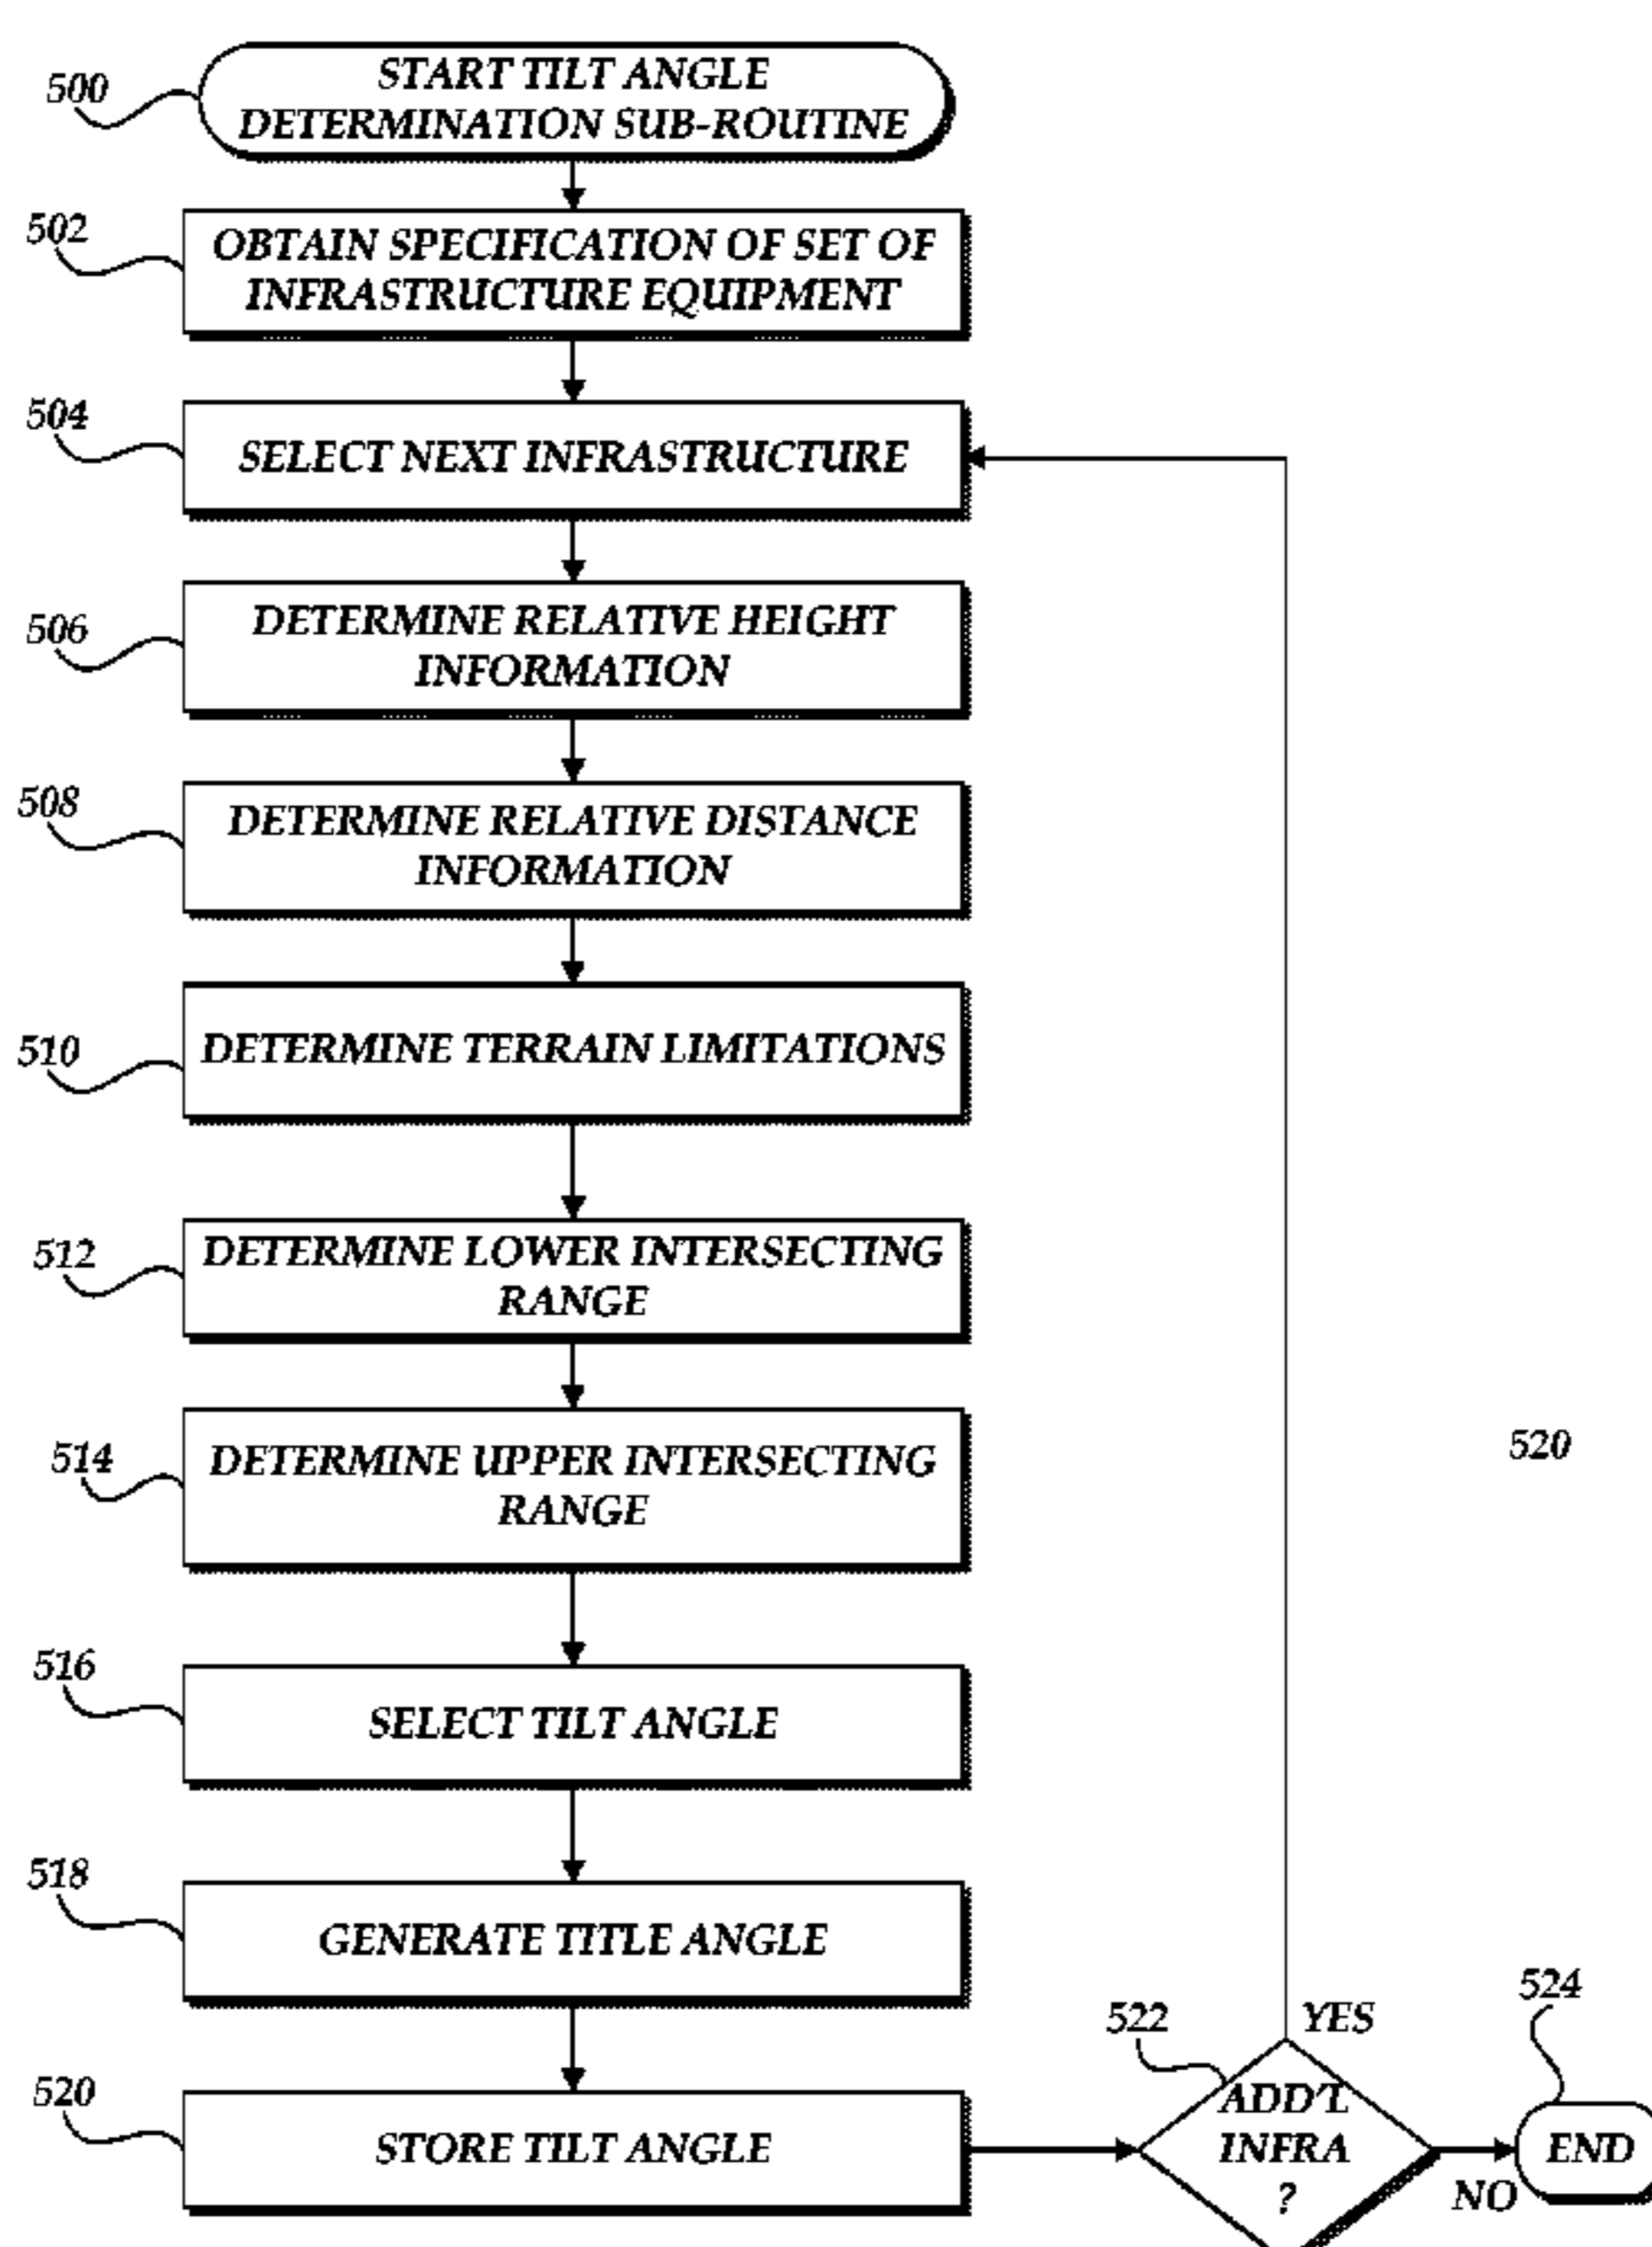 500
START TILT ANGLE
DETERMINATION SUB-ROUTINE
502
OBTAIN SPECIFICATION OF SET OF
INFRASTRUCTURE EQUIPMENT
504
SELECT NEXT INFRASTRUCTURE
506
DETERMINE RELATIVE HEIGHT
INFORMATION
508
DETERMINE RELATIVE DISTANCE
INFORMATION
510
DETERMINE TERRAIN LIMITATIONS
512
DETERMINE LOWER INTERSECTING
RANGE
514
DETERMINE UPPER INTERSECTING
RANGE
520
516
SELECT TILT ANGLE
518
GENERATE TITLE ANGLE
520
STORE TILT ANGLE
522
YES
ADD'L
INFRA
?
NO
524
END